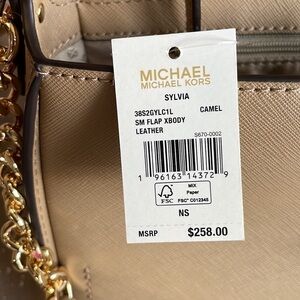 MICHAEL
MICHAEL KORS
SYLVIA
38S2GYLC1L CAMEL
SM FLAP XBODY
LEATHER
S670-0002
1 96163 14372 9
FSC
MIX
Paper
FSC® C012345
NS
MSRP $258.00